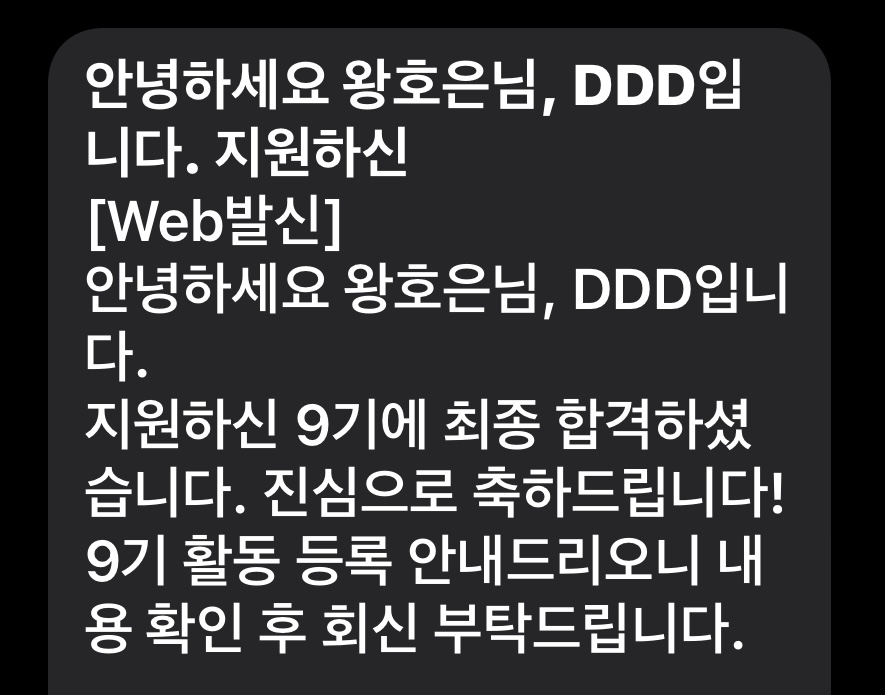 안녕하세요 왕호은님, DDD입
니다. 지원하신
[Web발신]
안녕하세요 왕호은님, DDD입니
다.
지원하신 9기에 최종 합격하셨
습니다. 진심으로 축하드립니다!
9기 활동 등록 안내드리오니 내
용 확인 후 회신 부탁드립니다.